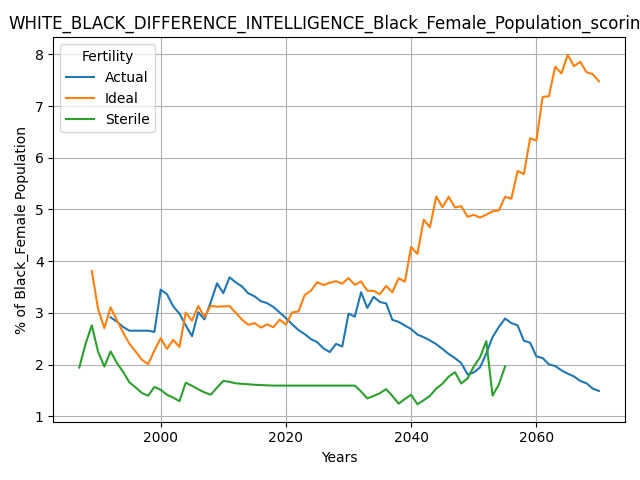 WHITE_BLACK_DIFFERENCE_INTELLIGENCE_Black_Female_Population_scorin
Fertility
Actual
Ideal
Sterile
% of Black_Female Population
8
7
6
5
4
3
2
1
2000 2020 2040 2060
Years